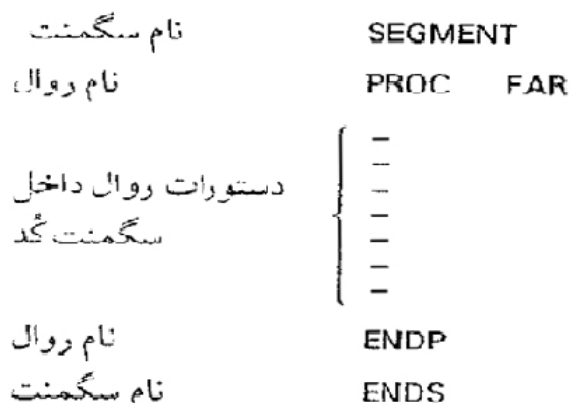 نام سگمنت SEGMENT
نام روال PROC FAR
دستورات روال داخل
سگمنت کُد
نام روال ENDP
نام سگمنت ENDS